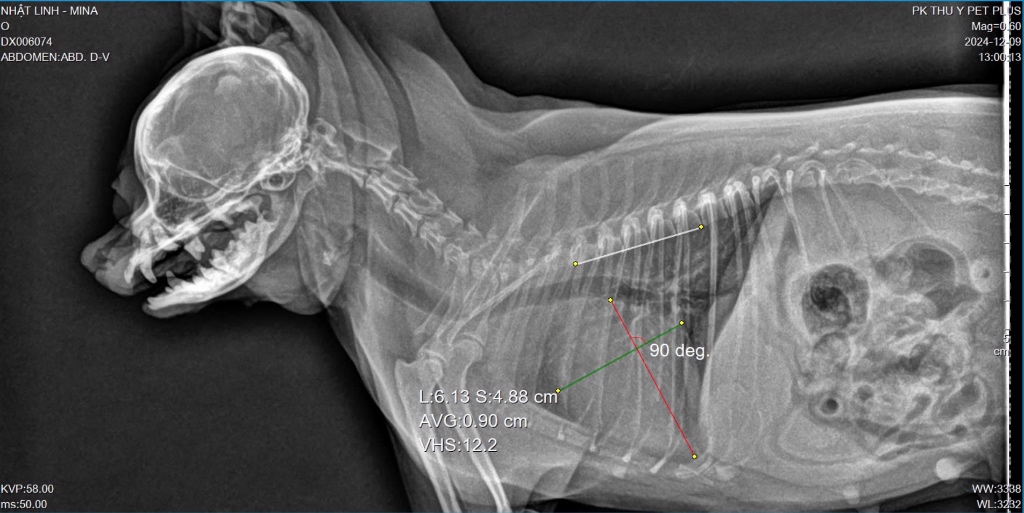 NHẬT LINH - MINA
O
DX006074
ABDOMEN:ABD. D-V
PK THU Y PET PLUS
Mag=0.60
2024-12-09
13:00:13
90 deg.
L:6.13 S:4.88 cm
AVG:0.90 cm
VHS:12.2
5
cm
KVP:58.00
ms:50.00
WW:3338
WL:3232